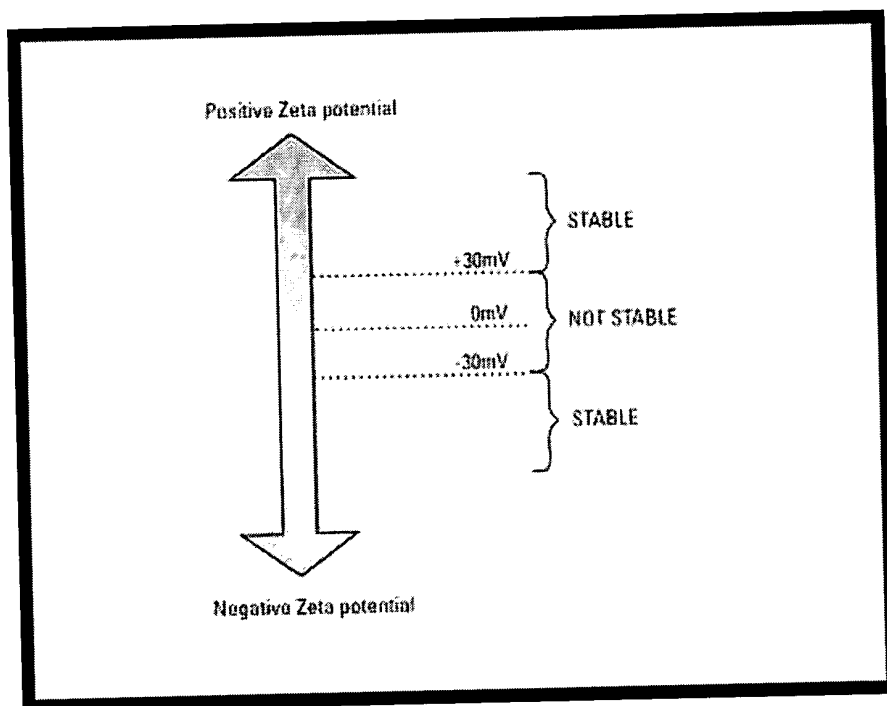 Positive Zeta potential
STABLE
+30mV
0mV
NOT STABLE
-30mV
STABLE
Negative Zeta potential